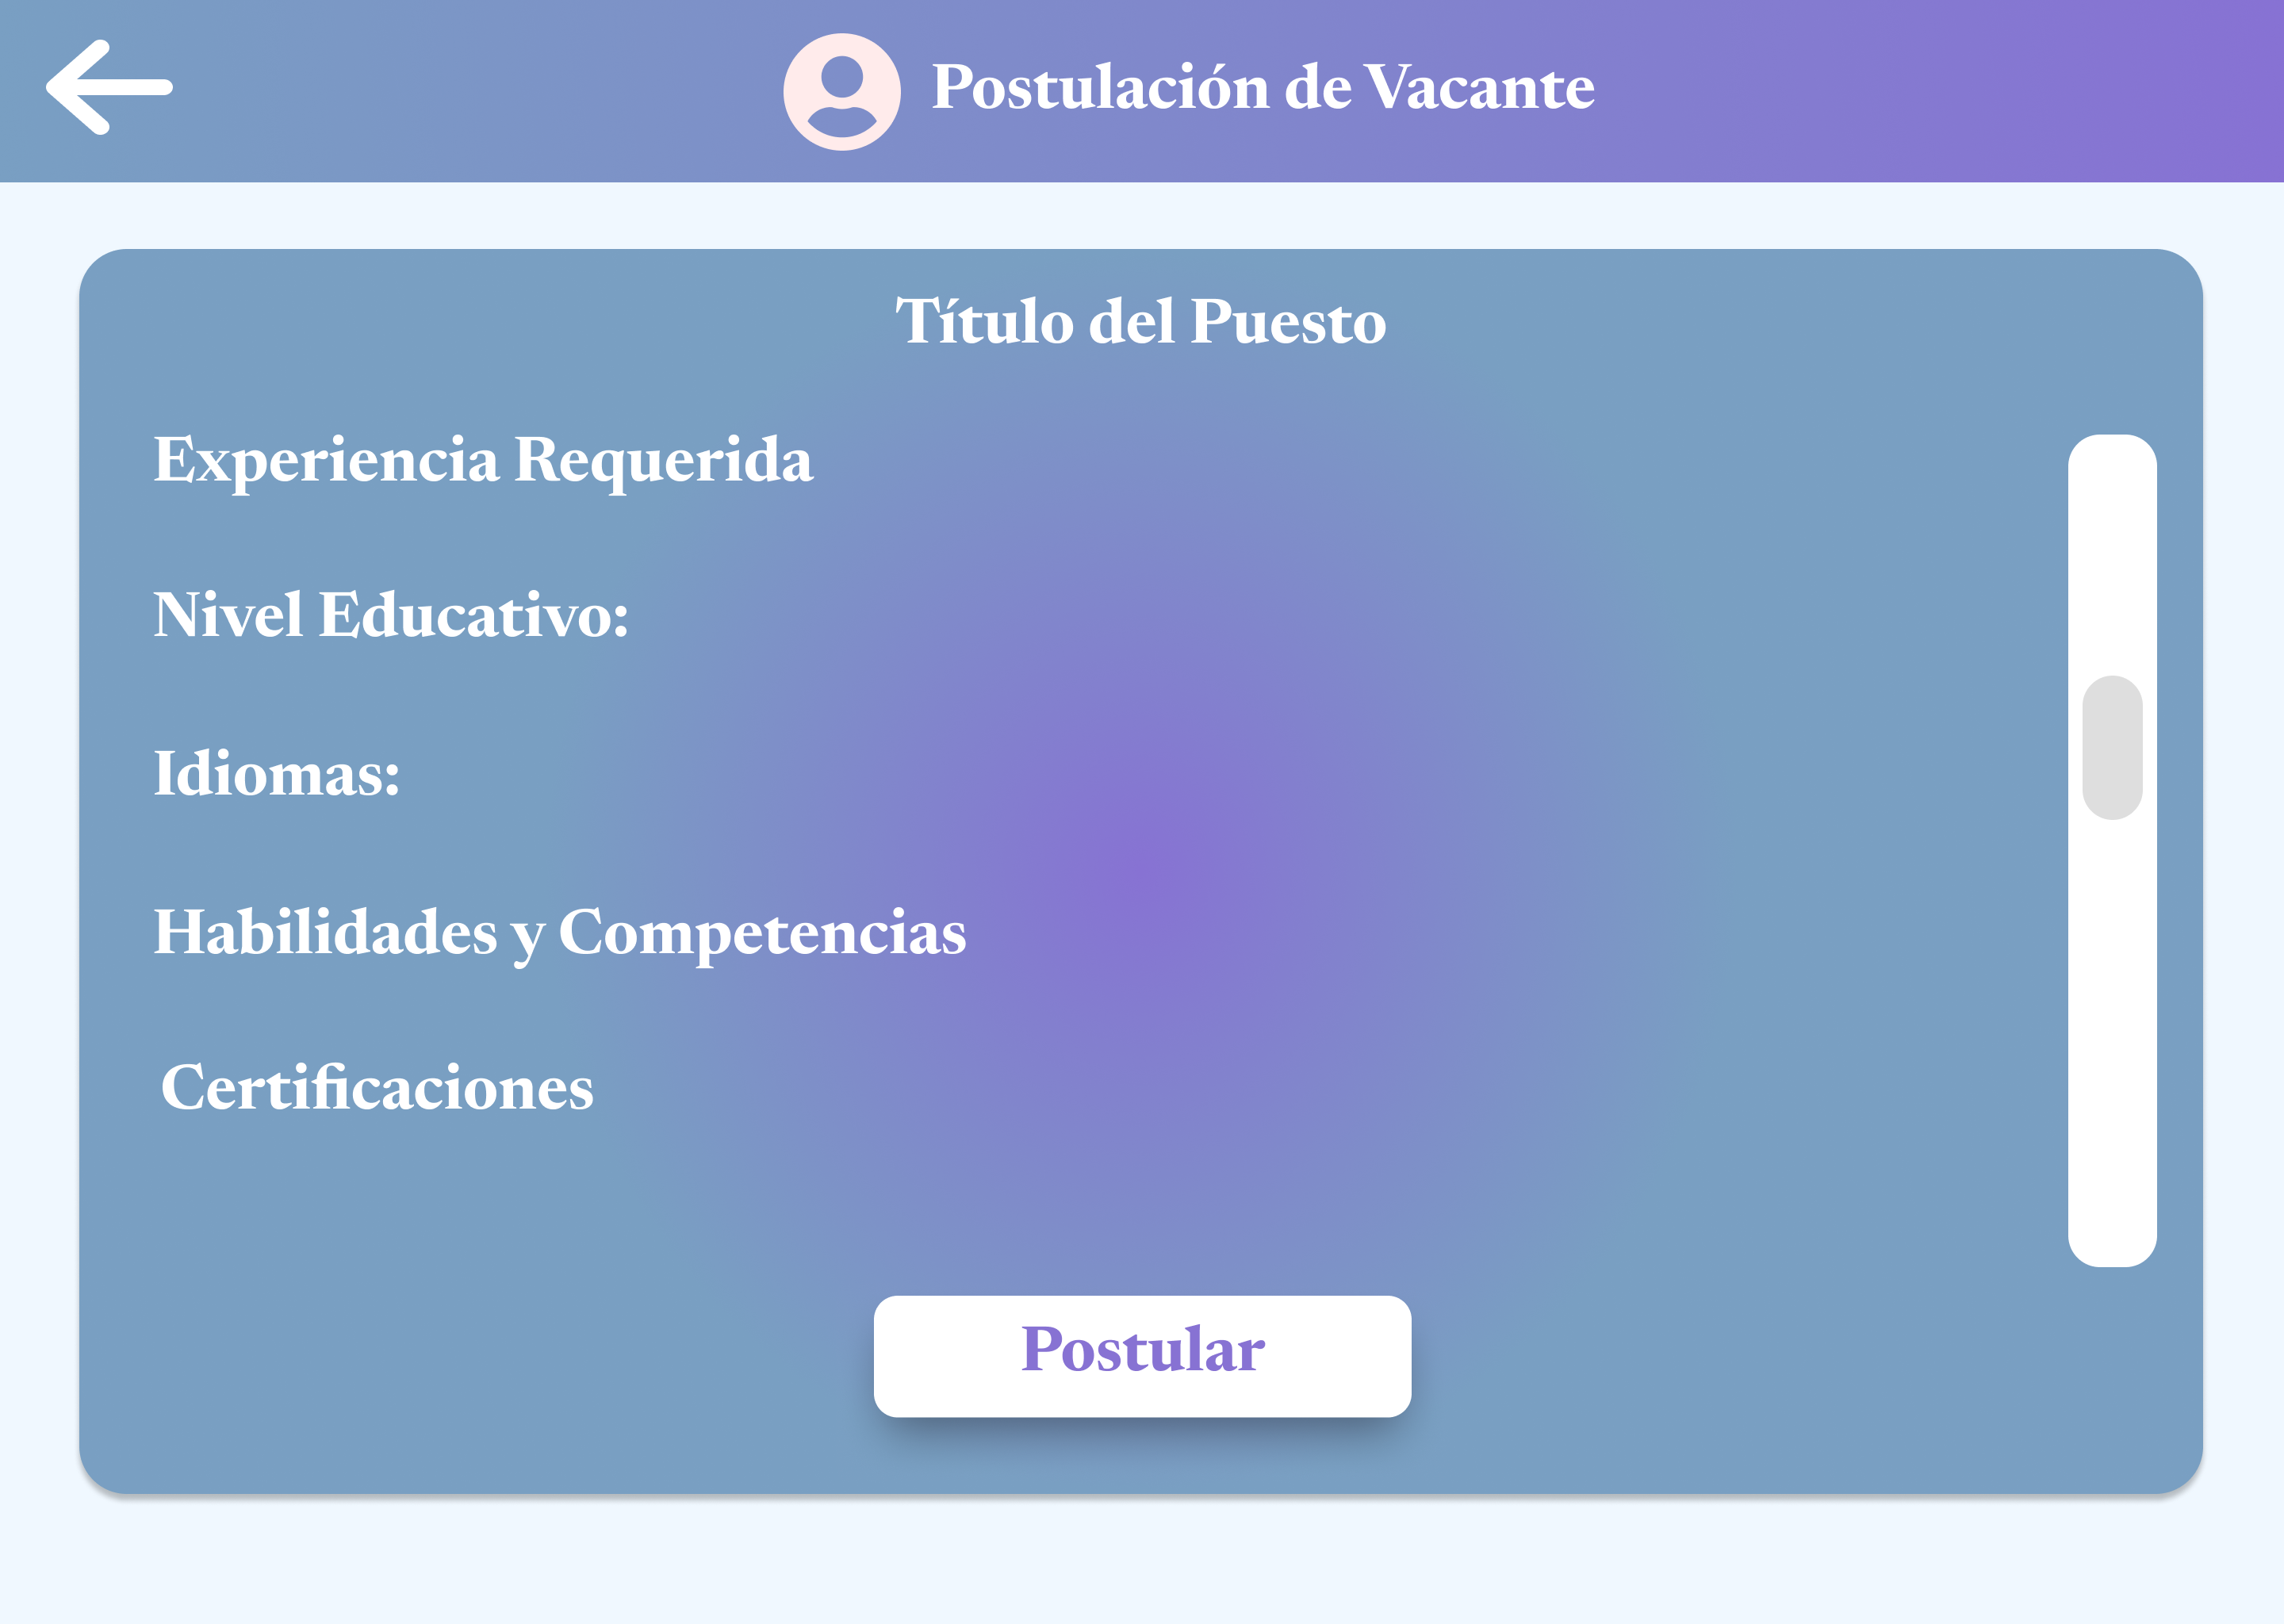 Postulación de Vacante
Título del Puesto
Experiencia Requerida
Nivel Educativo:
Idiomas:
Habilidades y Competencias
Certificaciones
Postular